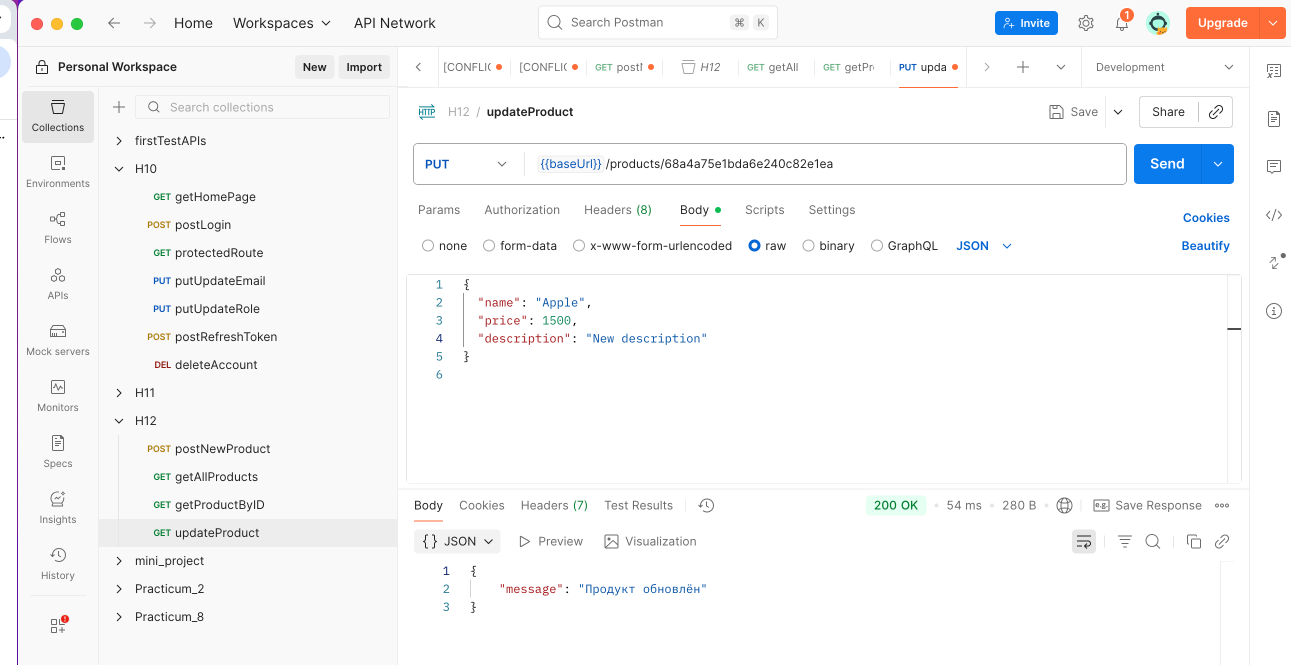 Home
Workspaces
API Network
Search Postman
⌘
K
Invite
1
Upgrade
Personal Workspace
New
Import
[CONFLIC
[CONFLIC
GET postN
H12
GET getAll
GET getPr
PUT upda
Development
Collections
Environments
Flows
APIs
Mock servers
Monitors
Specs
Insights
History
Search collections
firstTestAPIs
H10
GET getHomePage
POST postLogin
GET protectedRoute
PUT putUpdateEmail
PUT putUpdateRole
POST postRefreshToken
DEL deleteAccount
H11
H12
POST postNewProduct
GET getAllProducts
GET getProductByID
GET updateProduct
mini_project
Practicum_2
Practicum_8
HTTP H12 / updateProduct
Save
Share
PUT
{{baseUrl}} /products/68a4a75e1bda6e240c82e1ea
Send
Params Authorization Headers (8) Body Scripts Settings
Cookies
none form-data x-www-form-urlencoded raw binary GraphQL JSON
Beautify
1 {
2 "name": "Apple",
3 "price": 1500,
4 "description": "New description"
5 }
6
Body Cookies Headers (7) Test Results
200 OK • 54 ms • 280 B
e.g. Save Response
{} JSON Preview Visualization
1 {
2 "message": "Продукт обновлён"
3 }